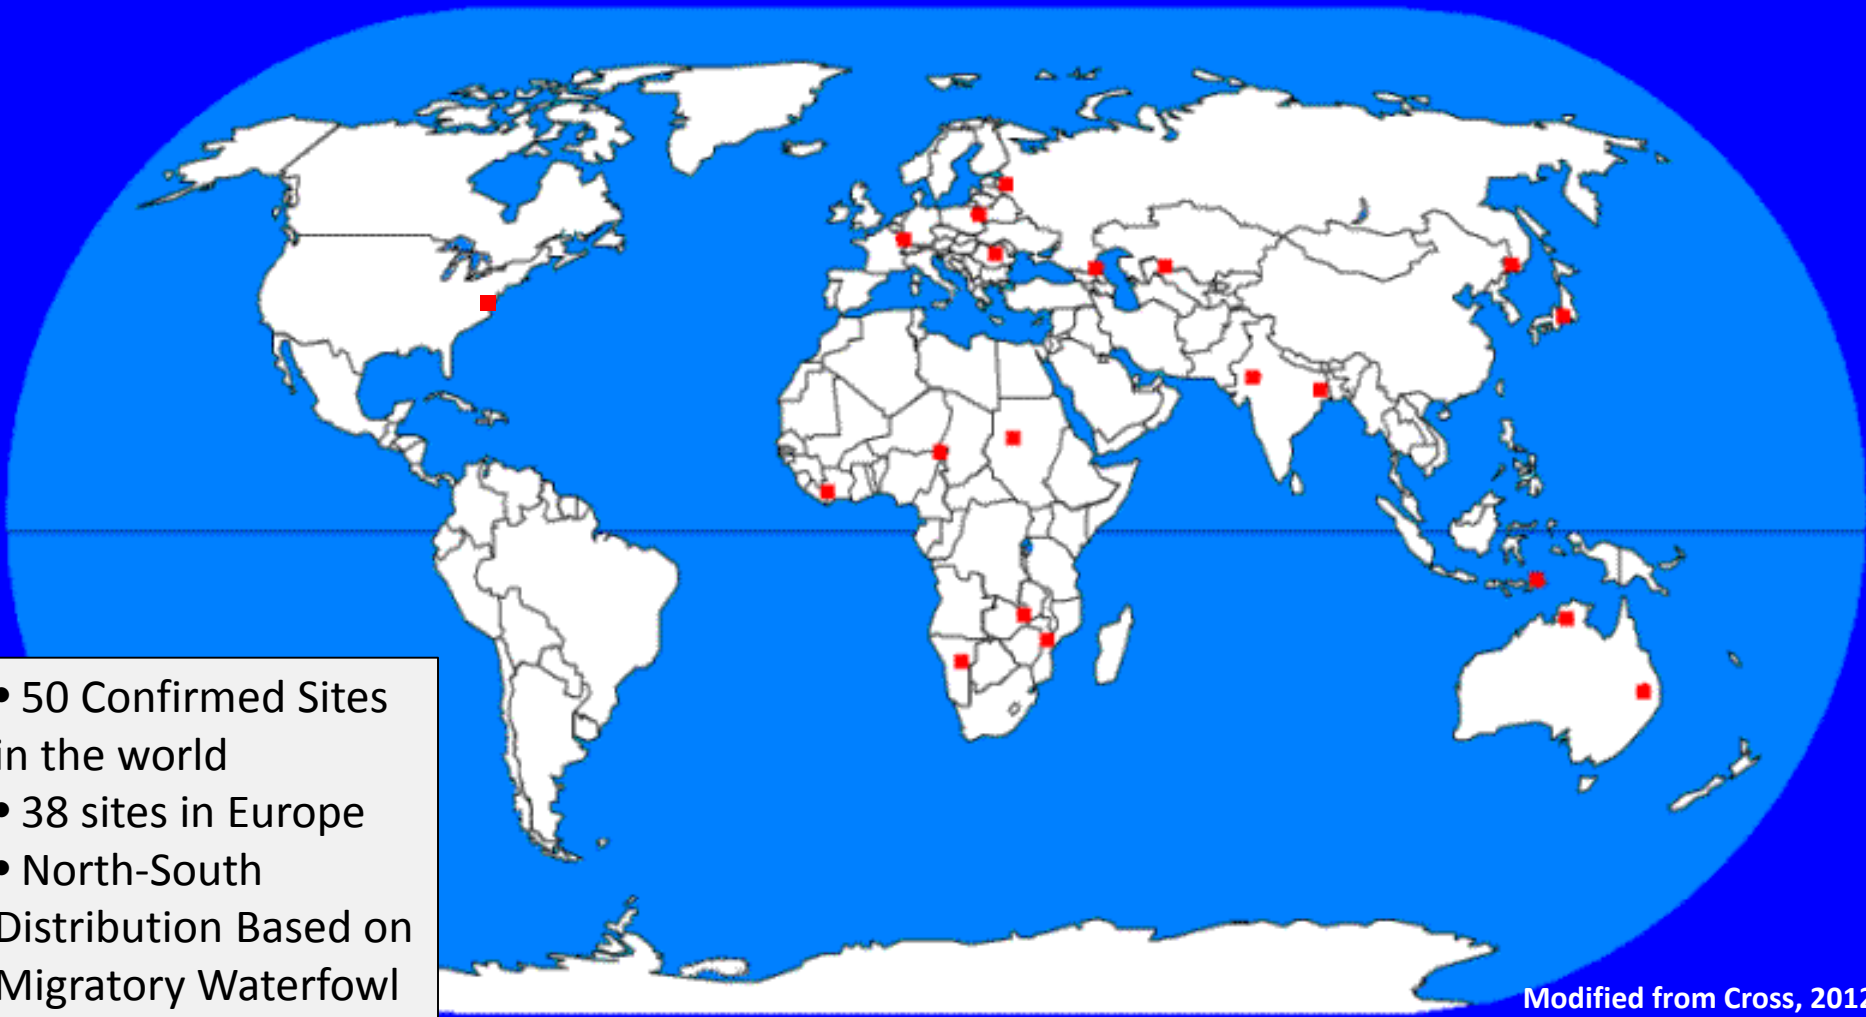 • 50 Confirmed Sites
in the world
• 38 sites in Europe
• North-South
Distribution Based on
Migratory Waterfowl
Modified from Cross, 2012